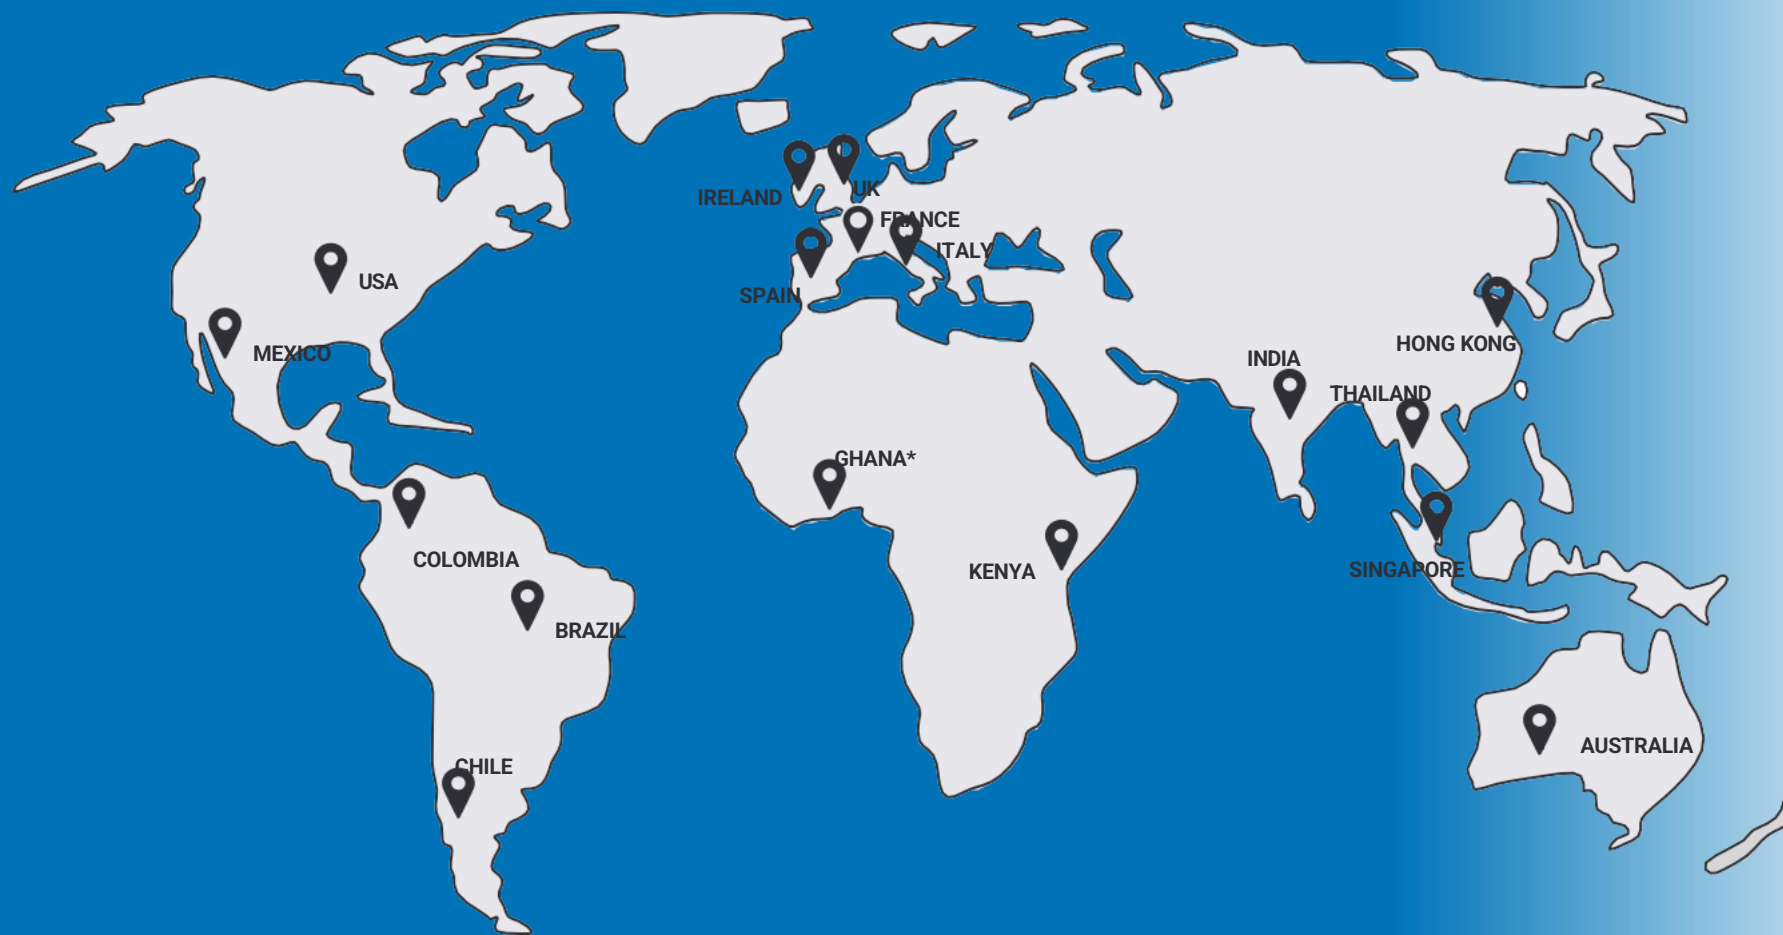 UK
IRELAND
FRANCE
ITALY
USA
SPAIN
HONG KONG
MEXICO
INDIA
THAILAND
GHANA*
COLOMBIA
KENYA
SINGAPORE
BRAZIL
AUSTRALIA
CHILE